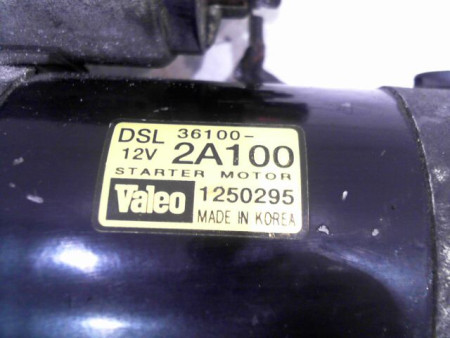 DSL 36100-
12V 2A100
STARTER MOTOR
Valeo 1250295
MADE IN KOREA